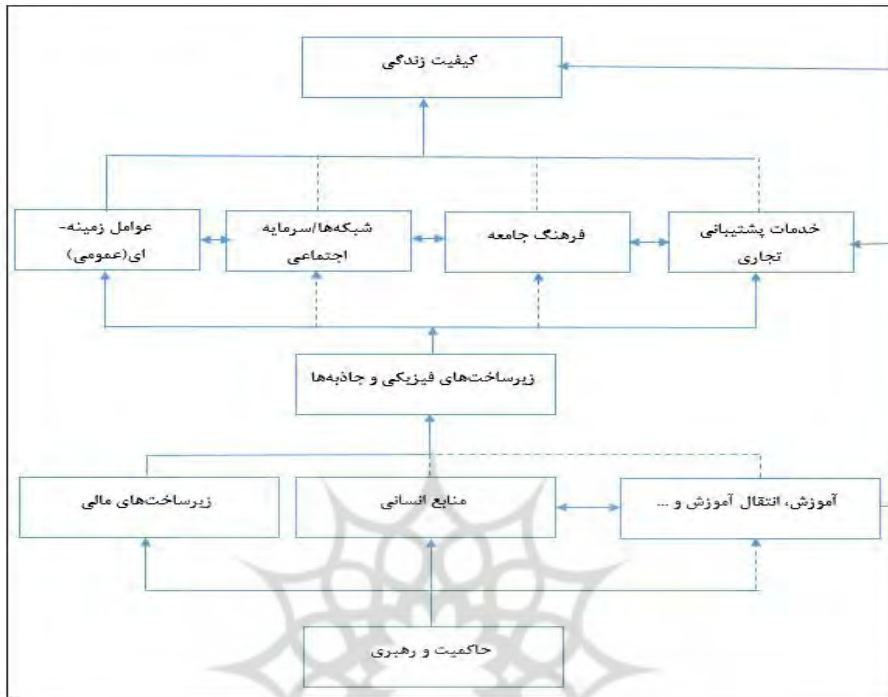 کیفیت زندگی
خدمات پشتیبانی
تجاری
فرهنگ جامعه
شبکه‌ها/سرمایه
اجتماعی
عوامل زمینه-
ای(عمومی)
زیرساخت‌های فیزیکی و جاذبه‌ها
آموزش، انتقال آموزش و ...
منابع انسانی
زیرساخت‌های مالی
حاکمیت و رهبری